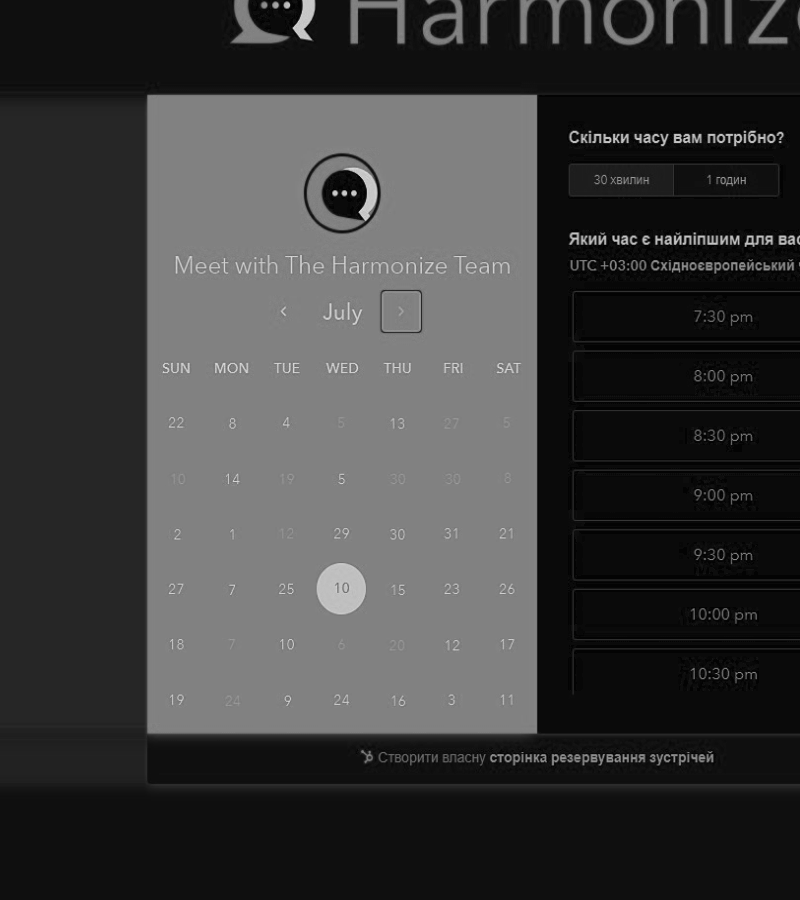 Harmonize
Meet with The Harmonize Team
July
SUN MON TUE WED THU FRI SAT
22 8 4 5 13 27 5
10 14 19 5 30 30 8
2 1 12 29 30 31 21
27 7 25 10 15 23 26
18 7 10 6 20 12 17
19 24 9 24 16 3 11
Скільки часу вам потрібно?
30 хвилин 1 годин
Який час є найліпшим для вас
UTC +03:00 Східноєвропейський
7:30 pm
8:00 pm
8:30 pm
9:00 pm
9:30 pm
10:00 pm
10:30 pm
Створити власну сторінка резервування зустрічей